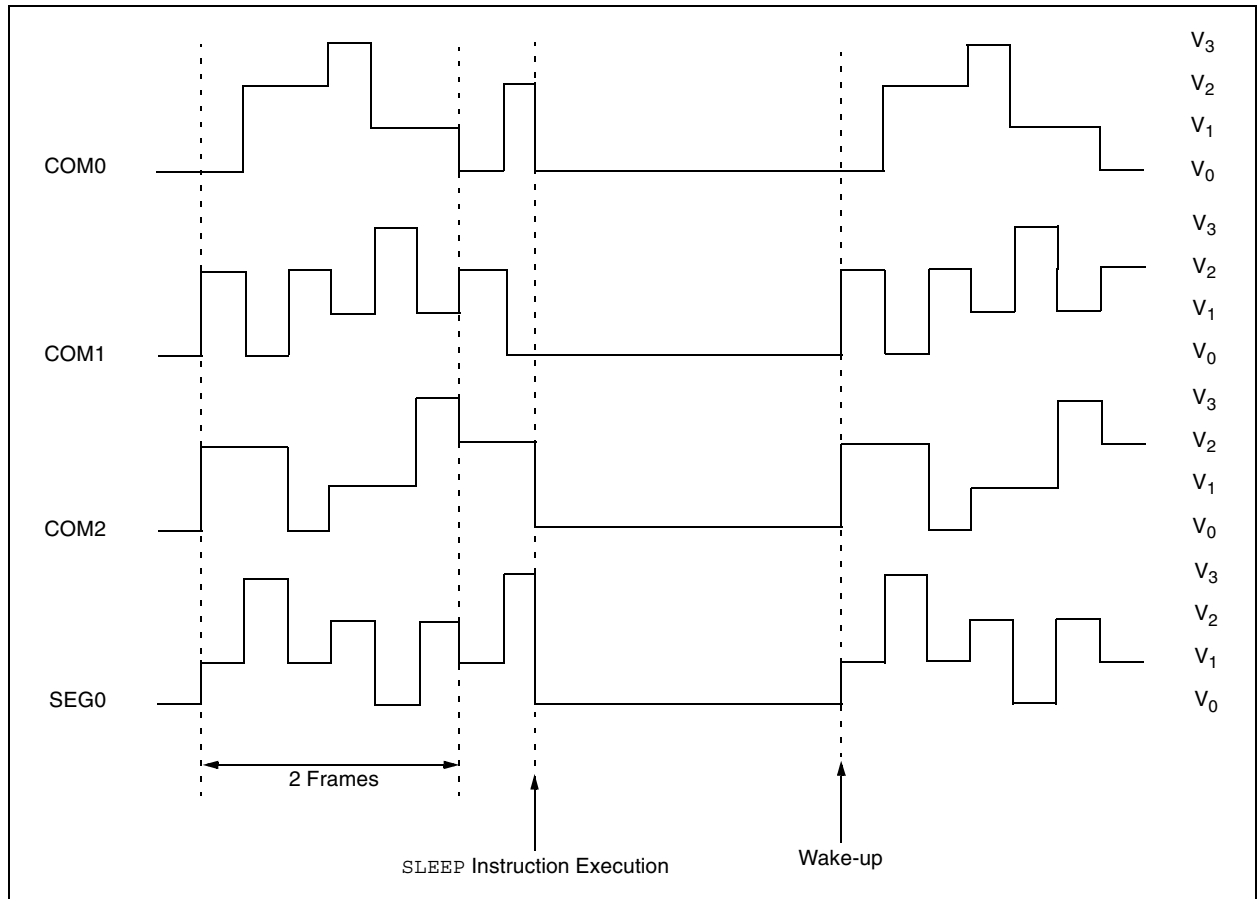 V3
V2
V1
COM0
V0
V3
V2
V1
COM1
V0
V3
V2
V1
COM2
V0
V3
V2
V1
SEG0
V0
2 Frames
SLEEP Instruction Execution
Wake-up